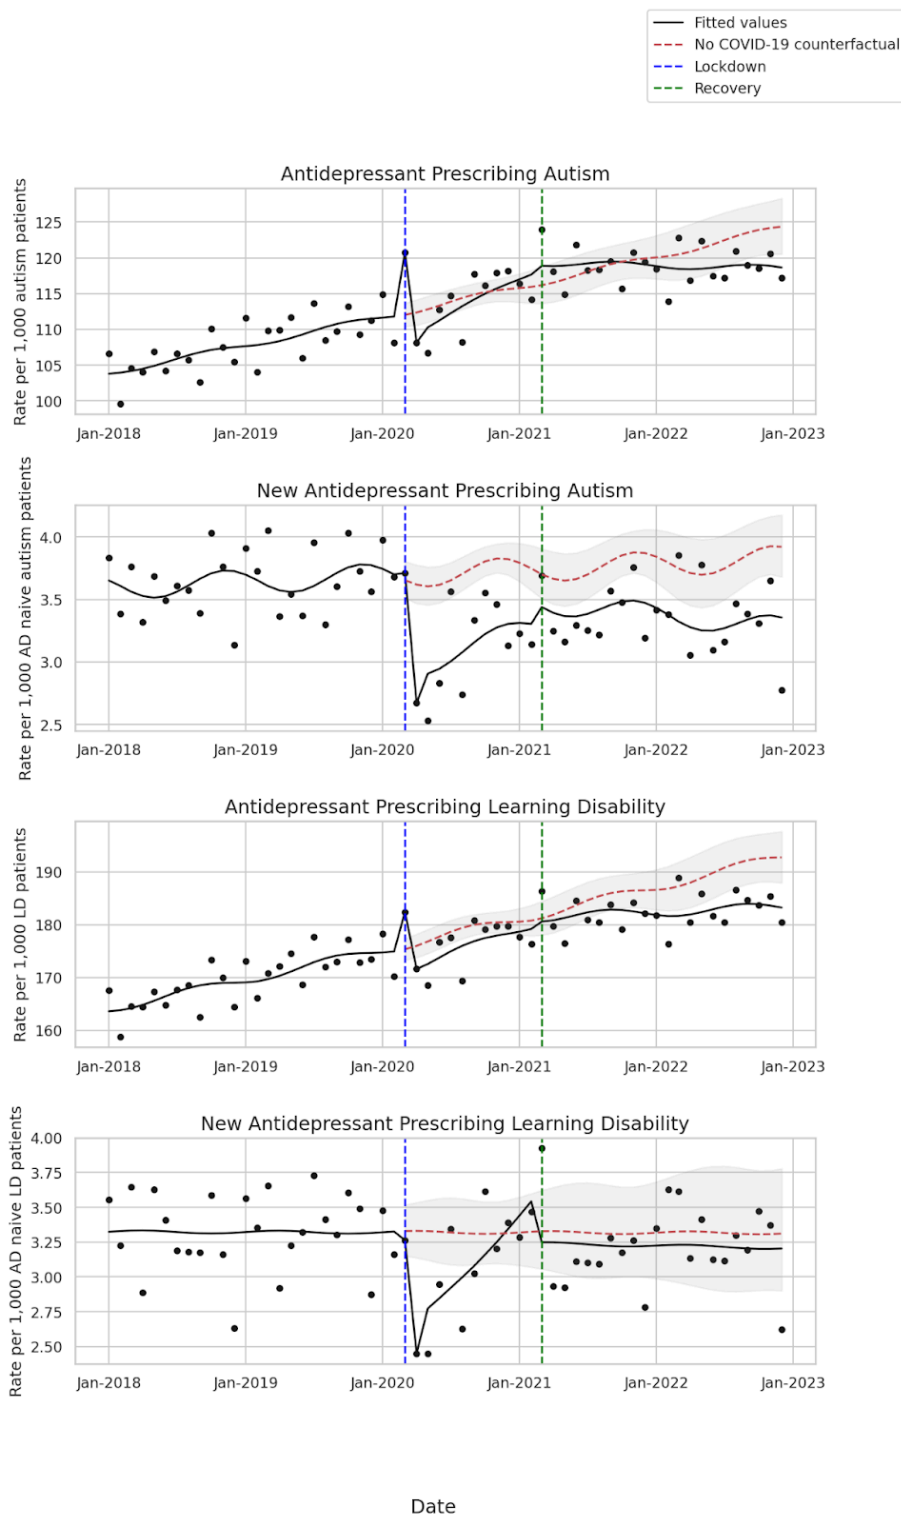 Fitted values
No COVID-19 counterfactual
Lockdown
Recovery
Antidepressant Prescribing Autism
Rate per 1,000 autism patients
125
120
115
110
105
100
Jan-2018 Jan-2019 Jan-2020 Jan-2021 Jan-2022 Jan-2023
New Antidepressant Prescribing Autism
Rate per 1,000 AD naive autism patients
4.0
3.5
3.0
2.5
Jan-2018 Jan-2019 Jan-2020 Jan-2021 Jan-2022 Jan-2023
Antidepressant Prescribing Learning Disability
Rate per 1,000 LD patients
190
180
170
160
Jan-2018 Jan-2019 Jan-2020 Jan-2021 Jan-2022 Jan-2023
New Antidepressant Prescribing Learning Disability
Rate per 1,000 AD naive LD patients
4.00
3.75
3.50
3.25
3.00
2.75
2.50
Jan-2018 Jan-2019 Jan-2020 Jan-2021 Jan-2022 Jan-2023
Date